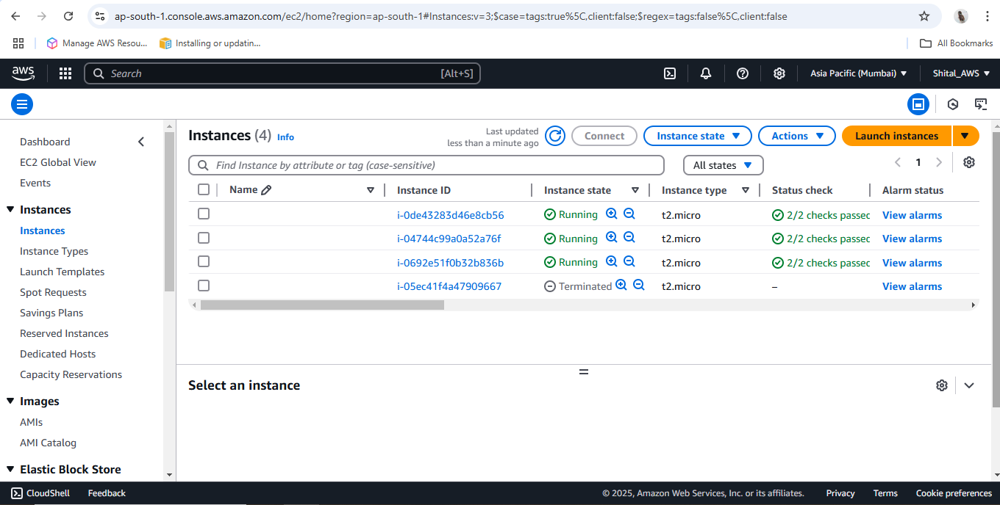 ap-south-1.console.aws.amazon.com/ec2/home?region=ap-south-1#Instances:v=3;$case=tags:true%5C,client:false;$regex=tags:false%5C,client:false
Manage AWS Resou... Installing or updatin... All Bookmarks
aws Search [Alt+S] Asia Pacific (Mumbai) Shital_AWS
Dashboard
EC2 Global View
Events
Instances
Instances
Instance Types
Launch Templates
Spot Requests
Savings Plans
Reserved Instances
Dedicated Hosts
Capacity Reservations
Images
AMIs
AMI Catalog
Elastic Block Store
Instances (4) Info
Last updated
less than a minute ago
Connect Instance state Actions Launch instances
Find Instance by attribute or tag (case-sensitive) All states 1
Name Instance ID Instance state Instance type Status check Alarm status
i-0de43283d46e8cb56 Running t2.micro 2/2 checks passec View alarms
i-04744c99a0a52a76f Running t2.micro 2/2 checks passec View alarms
i-0692e51f0b32b836b Running t2.micro 2/2 checks passec View alarms
i-05ec41f4a47909667 Terminated t2.micro – View alarms
Select an instance
CloudShell Feedback © 2025, Amazon Web Services, Inc. or its affiliates. Privacy Terms Cookie preferences